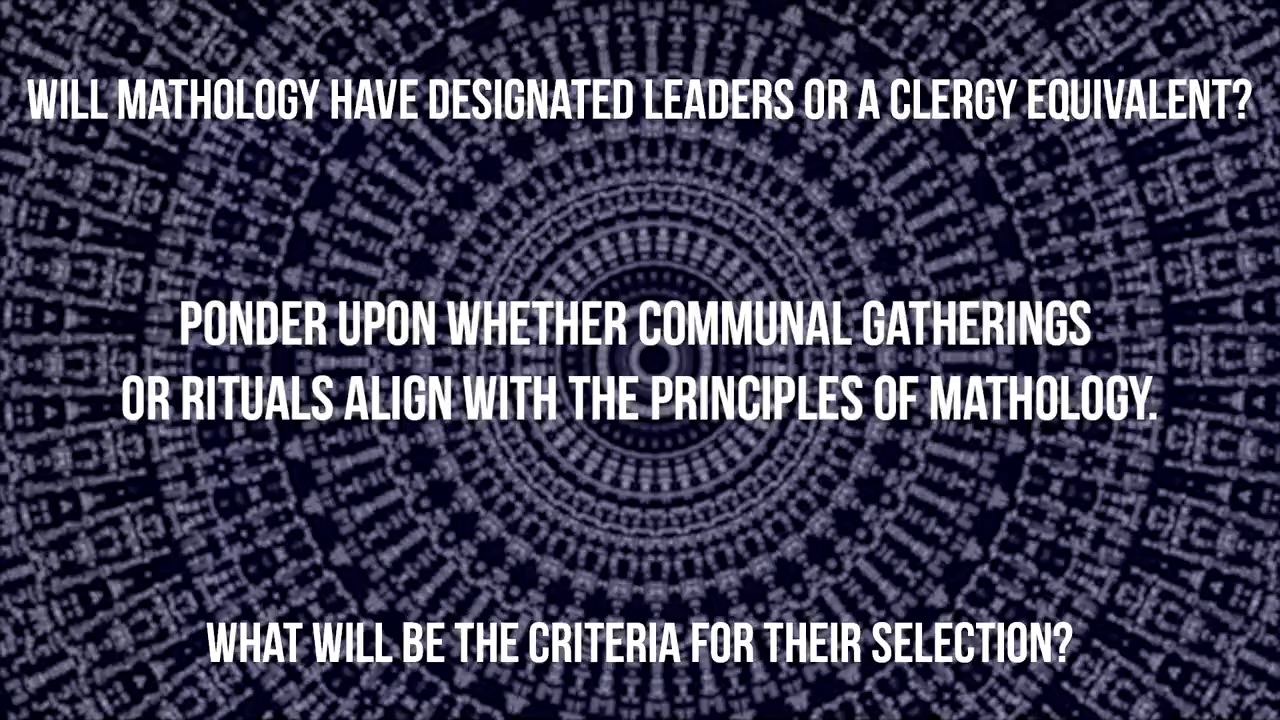 WILL MATHOLOGY HAVE DESIGNATED LEADERS OR A CLERGY EQUIVALENT?
PONDER UPON WHETHER COMMUNAL GATHERINGS
OR RITUALS ALIGN WITH THE PRINCIPLES OF MATHOLOGY.
WHAT WILL BE THE CRITERIA FOR THEIR SELECTION?